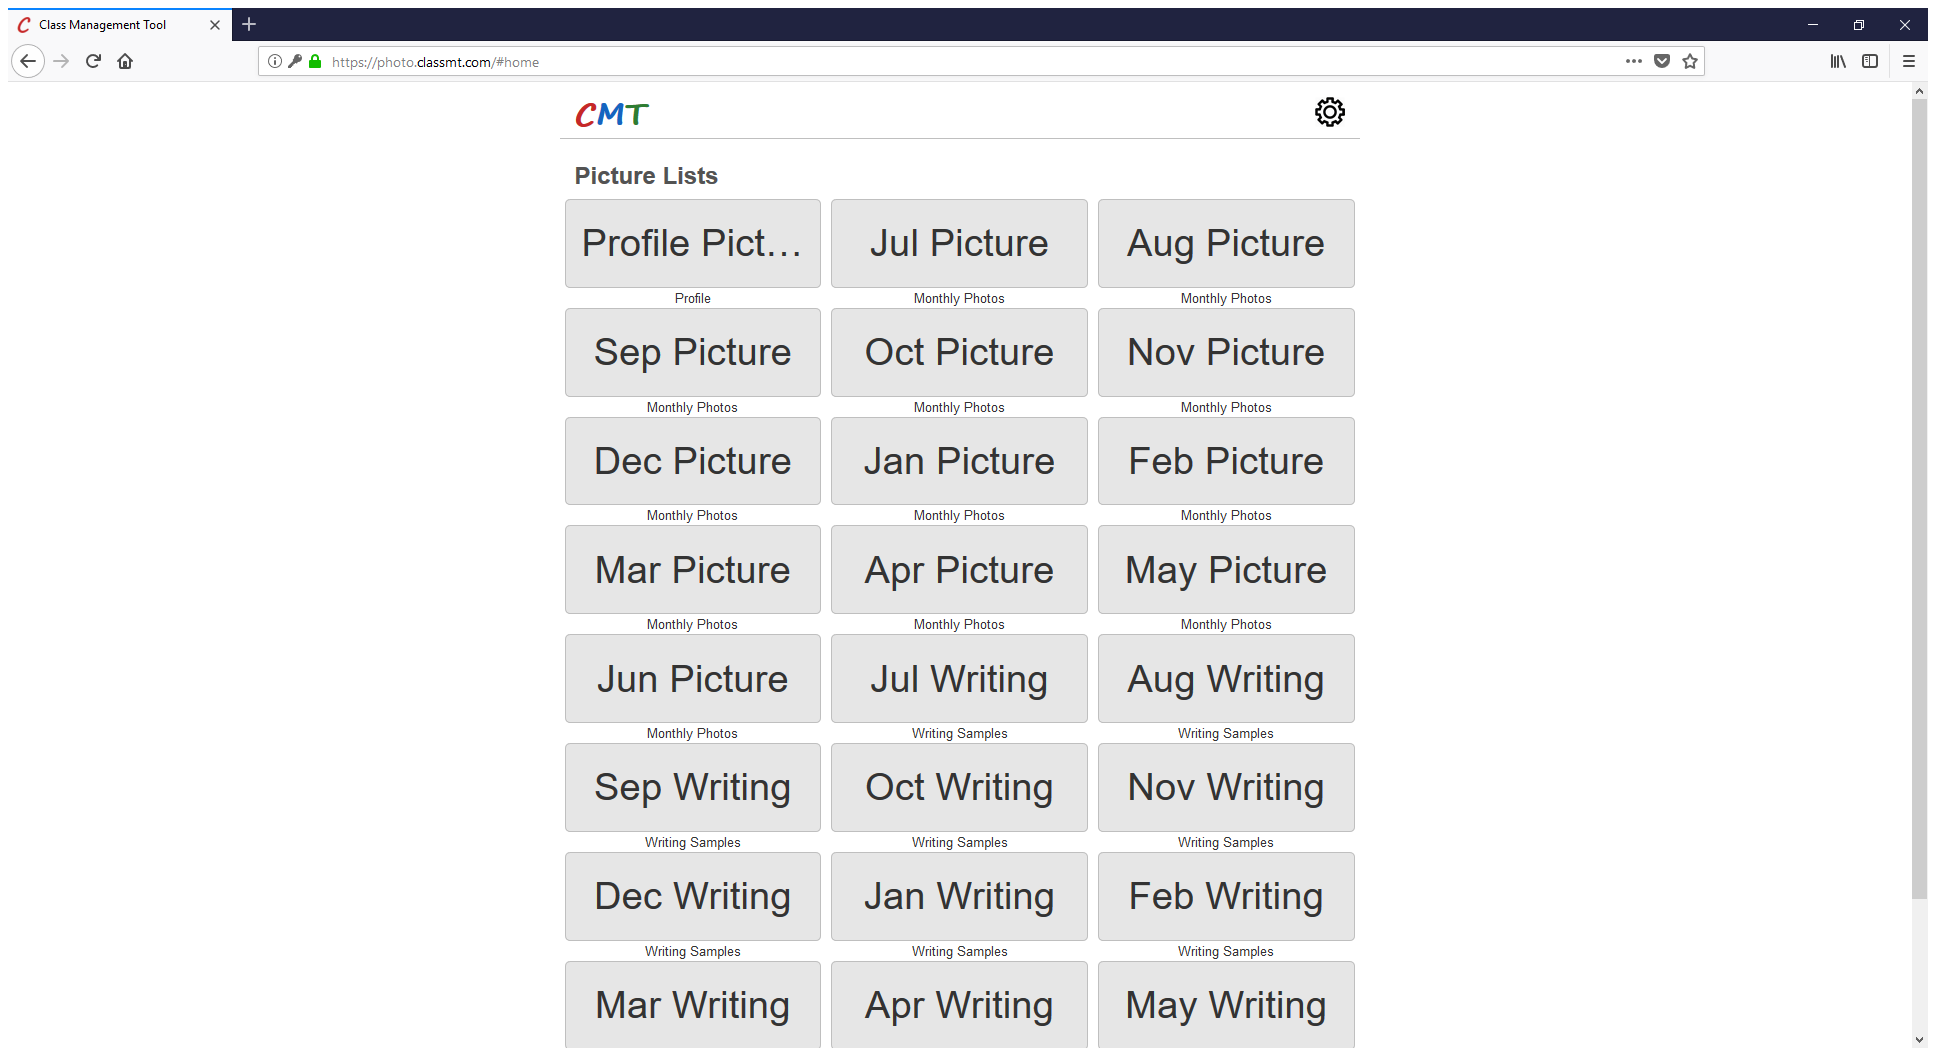 Class Management Tool
https://photo.classmt.com/#home
CMT
Picture Lists
Profile Pict... Jul Picture Aug Picture
Profile Monthly Photos Monthly Photos
Sep Picture Oct Picture Nov Picture
Monthly Photos Monthly Photos Monthly Photos
Dec Picture Jan Picture Feb Picture
Monthly Photos Monthly Photos Monthly Photos
Mar Picture Apr Picture May Picture
Monthly Photos Monthly Photos Monthly Photos
Jun Picture Jul Writing Aug Writing
Monthly Photos Writing Samples Writing Samples
Sep Writing Oct Writing Nov Writing
Writing Samples Writing Samples Writing Samples
Dec Writing Jan Writing Feb Writing
Writing Samples Writing Samples Writing Samples
Mar Writing Apr Writing May Writing